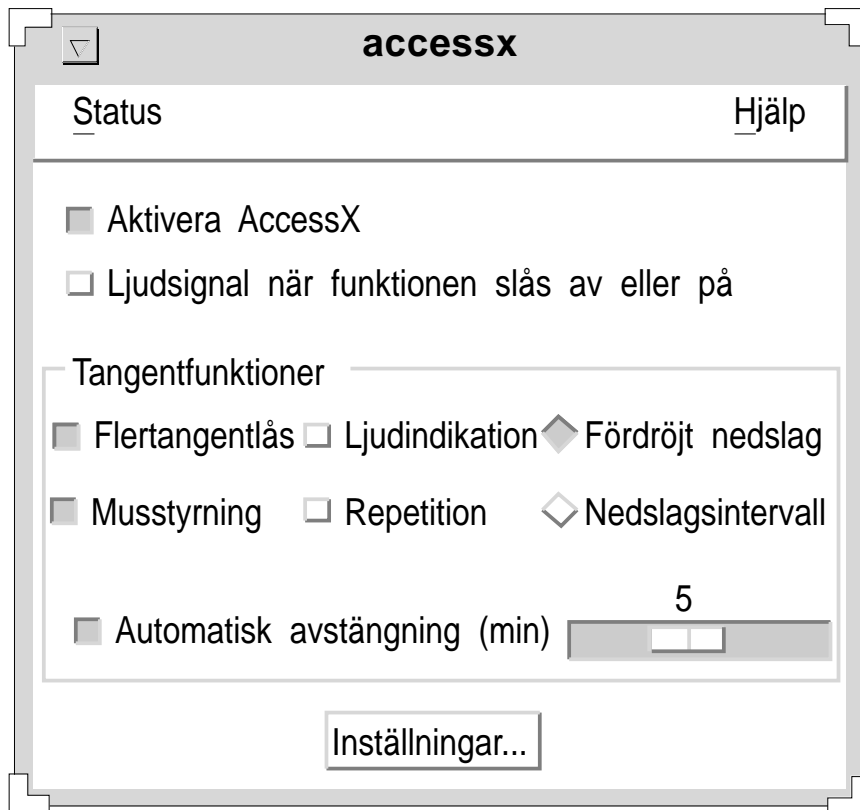 accessx
Status Hjälp
Aktivera AccessX
Ljudsignal när funktionen slås av eller på
Tangentfunktioner
Flertangentlås Ljudindikation Fördröjt nedslag
Musstyrning Repetition Nedslagsintervall
5
Automatisk avstängning (min)
Inställningar...